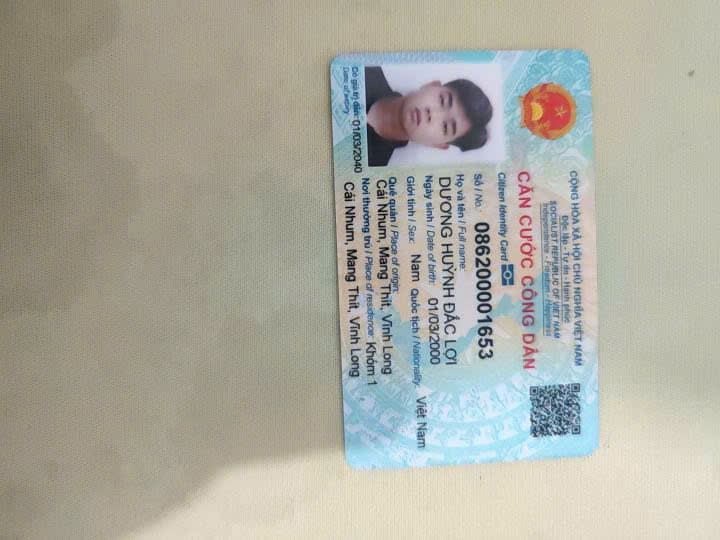 CỘNG HÒA XÃ HỘI CHỦ NGHĨA VIỆT NAM
Độc lập - Tự do - Hạnh phúc
SOCIALIST REPUBLIC OF VIET NAM
Independence - Freedom - Happiness
CĂN CƯỚC CÔNG DÂN
Citizen Identity Card
Số / No.: 086200001653
Họ và tên / Full name:
DƯƠNG HUỲNH ĐẮC LỢI
Ngày sinh / Date of birth: 01/03/2000
Giới tính / Sex: Nam Quốc tịch / Nationality: Việt Nam
Quê quán / Place of origin:
Cái Nhum, Mang Thít, Vĩnh Long
Nơi thường trú / Place of residence: Khóm 1
Cái Nhum, Mang Thít, Vĩnh Long
Có giá trị đến: 01/03/2040
Date of expiry